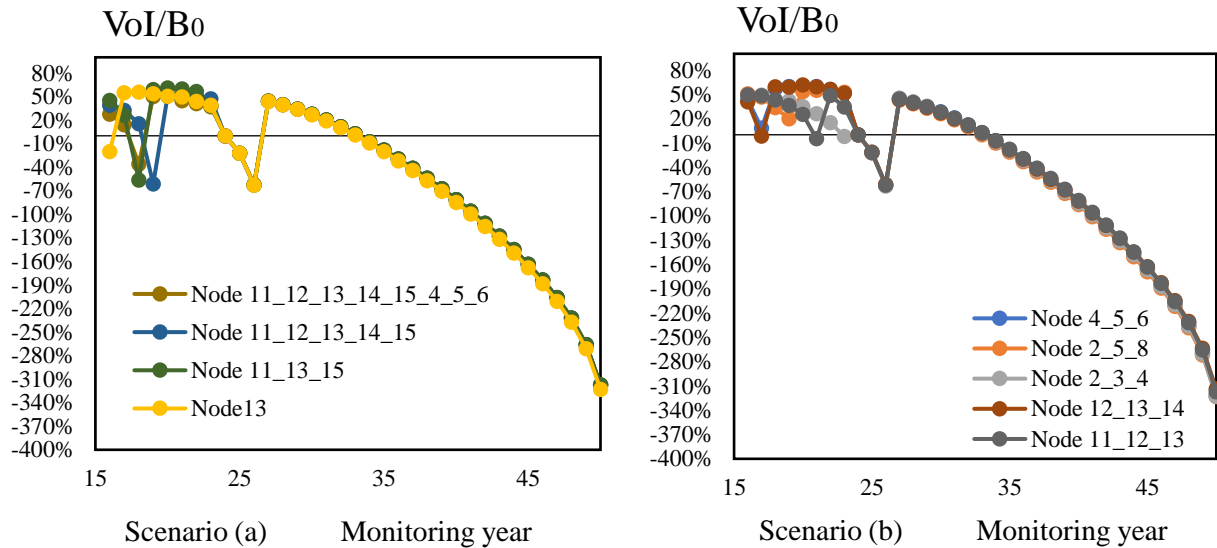 VoI/B0
80%
50%
20%
-10%
-40%
-70%
-100%
-130%
-160%
-190%
-220%
-250%
-280%
-310%
-340%
-370%
-400%
Node 11_12_13_14_15_4_5_6
Node 11_12_13_14_15
Node 11_13_15
Node13
15
25
35
45
Scenario (a)
Monitoring year
VoI/B0
80%
50%
20%
-10%
-40%
-70%
-100%
-130%
-160%
-190%
-220%
-250%
-280%
-310%
-340%
-370%
-400%
Node 4_5_6
Node 2_5_8
Node 2_3_4
Node 12_13_14
Node 11_12_13
15
25
35
45
Scenario (b)
Monitoring year